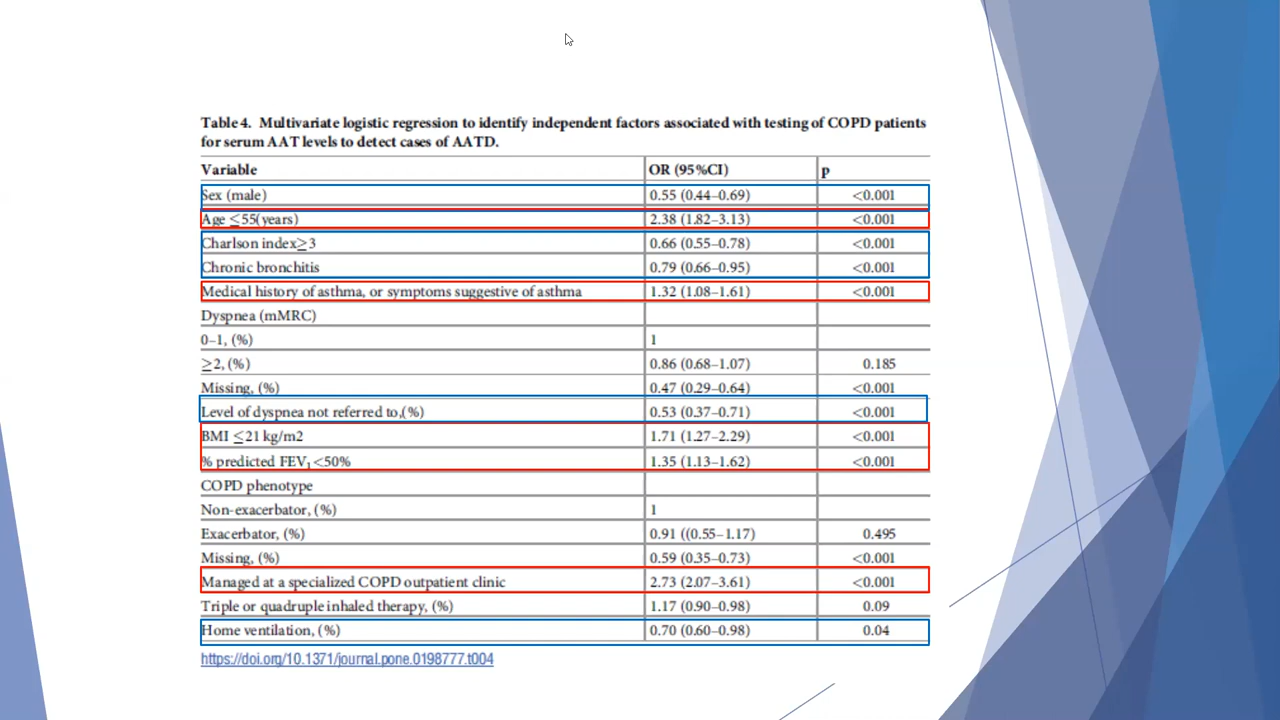 Table 4. Multivariate logistic regression to identify independent factors associated with testing of COPD patients
for serum AAT levels to detect cases of AATD.
Variable OR (95%CI) p
Sex (male) 0.55 (0.44–0.69) <0.001
Age ≤55(years) 2.38 (1.82–3.13) <0.001
Charlson index≥3 0.66 (0.55–0.78) <0.001
Chronic bronchitis 0.79 (0.66–0.95) <0.001
Medical history of asthma, or symptoms suggestive of asthma 1.32 (1.08–1.61) <0.001
Dyspnea (mMRC)
0–1, (%) 1
≥2, (%) 0.86 (0.68–1.07) 0.185
Missing, (%) 0.47 (0.29–0.64) <0.001
Level of dyspnea not referred to,(%) 0.53 (0.37–0.71) <0.001
BMI ≤21 kg/m2 1.71 (1.27–2.29) <0.001
% predicted FEV₁ <50% 1.35 (1.13–1.62) <0.001
COPD phenotype
Non-exacerbator, (%) 1
Exacerbator, (%) 0.91 ((0.55–1.17) 0.495
Missing, (%) 0.59 (0.35–0.73) <0.001
Managed at a specialized COPD outpatient clinic 2.73 (2.07–3.61) <0.001
Triple or quadruple inhaled therapy, (%) 1.17 (0.90–0.98) 0.09
Home ventilation, (%) 0.70 (0.60–0.98) 0.04
https://doi.org/10.1371/journal.pone.0198777.t004